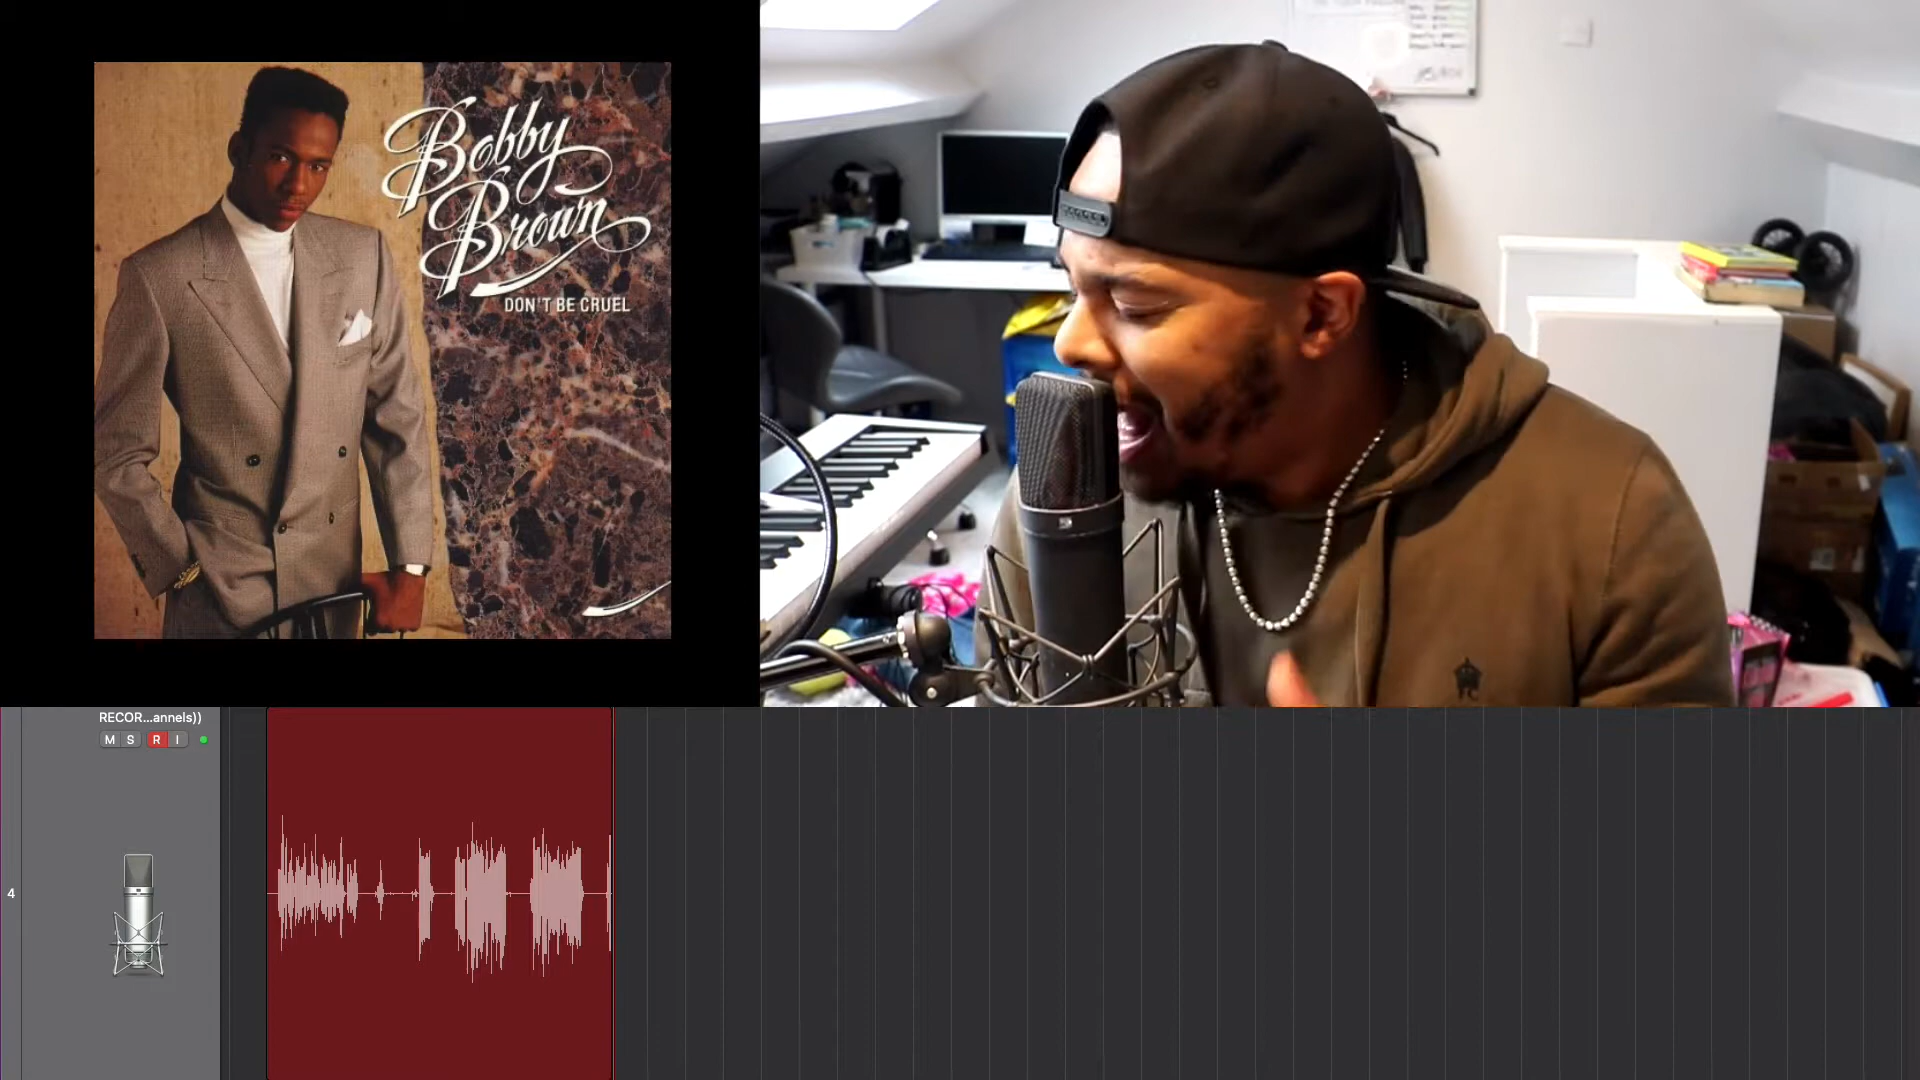 Bobby
Brown
DON'T BE CRUEL
RECOR...annels))
M S R I
4